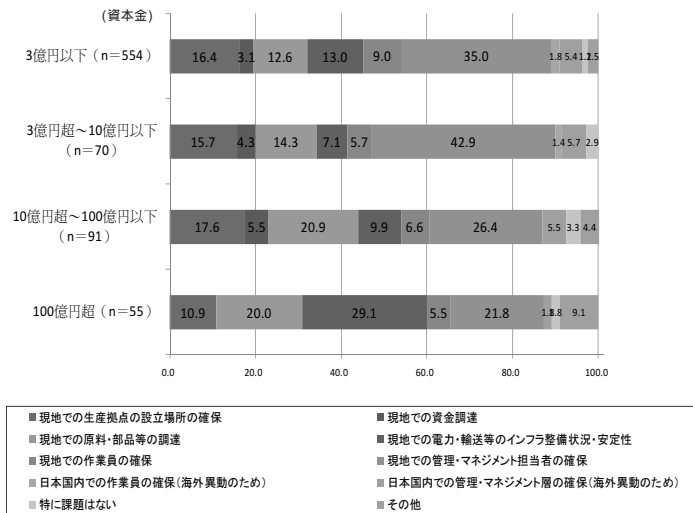 (資本金)
3億円以下（n＝554） 16.4 3.1 12.6 13.0 9.0 35.0 1.8 5.4 2.5
3億円超～10億円以下
（n＝70） 15.7 4.3 14.3 7.1 5.7 42.9 1.4 5.7 2.9
10億円超～100億円以下
（n＝91） 17.6 5.5 20.9 9.9 6.6 26.4 5.5 3.3 4.4
100億円超（n＝55） 10.9 20.0 29.1 5.5 21.8 1.8 9.1
0.0 20.0 40.0 60.0 80.0 100.0
■現地での生産拠点の設立場所の確保 ■現地での資金調達
■現地での原料・部品等の調達 ■現地での電力・輸送等のインフラ整備状況・安定性
■現地での作業員の確保 ■現地での管理・マネジメント担当者の確保
■日本国内での作業員の確保(海外異動のため) ■日本国内での管理・マネジメント層の確保(海外異動のため)
■特に課題はない ■その他